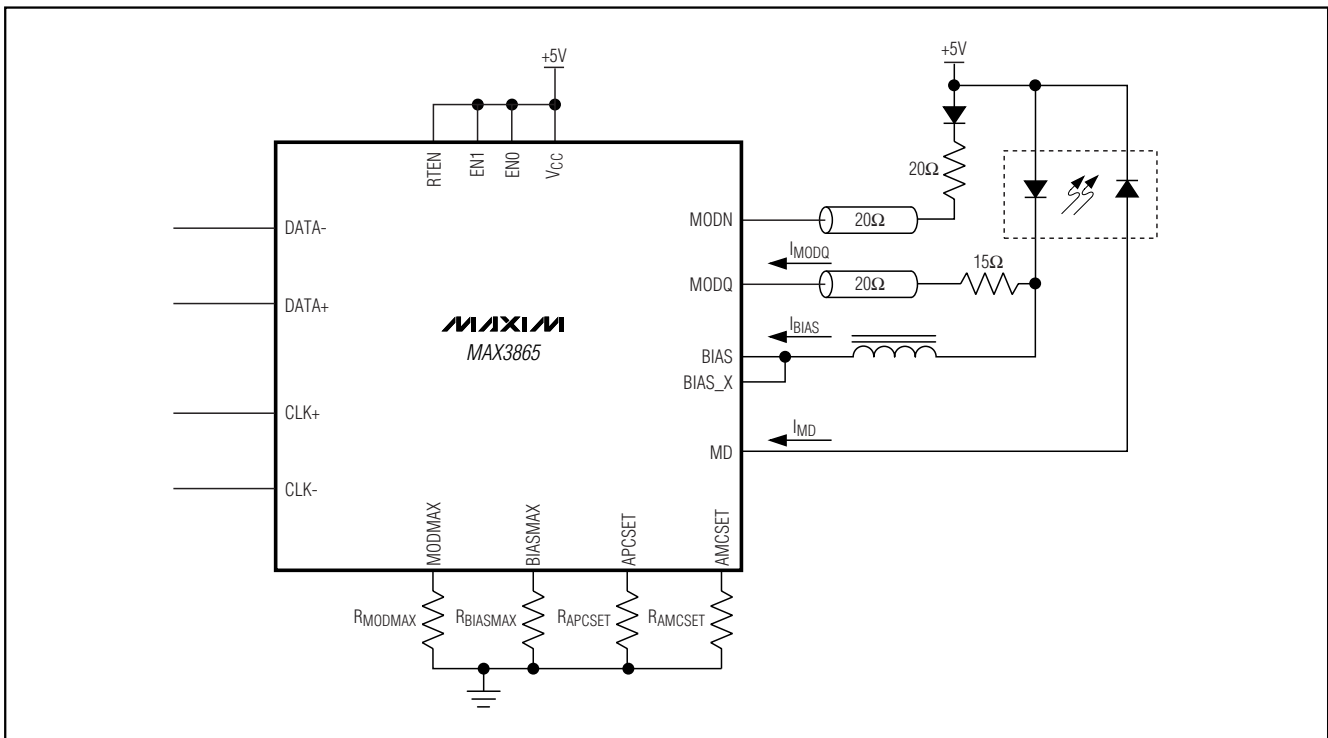 +5V
+5V
RTEN
EN1
EN0
VCC
20Ω
MODN
20Ω
DATA-
IMODQ
15Ω
MODQ
20Ω
DATA+
MAXIM
MAX3865
IBIAS
BIAS
BIAS_X
CLK+
IMD
MD
CLK-
MODMAX
BIASMAX
APCSET
AMCSET
RMODMAX
RBIASMAX
RAPCSET
RAMCSET